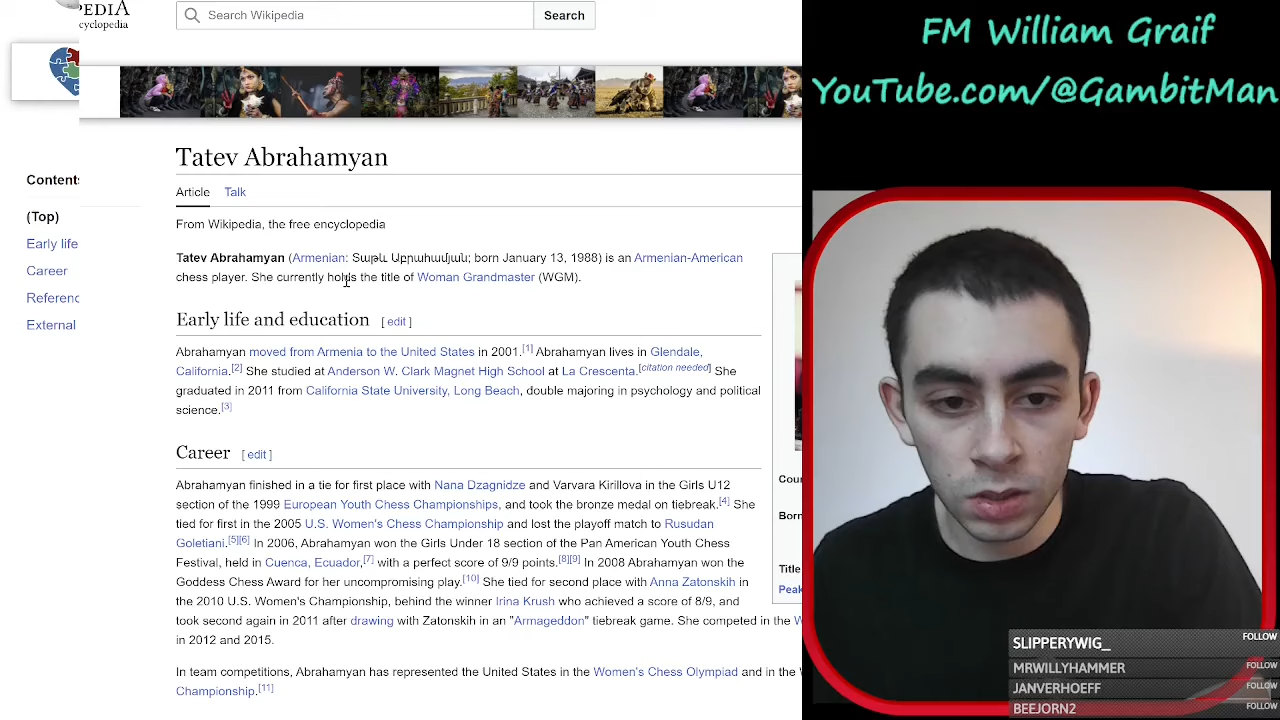 PEDIA
cyclopedia
Search Wikipedia
Search
FM William Graif
YouTube.com/@GambitMan
Tatev Abrahamyan
Contents
Article Talk
(Top)
From Wikipedia, the free encyclopedia
Early life
Tatev Abrahamyan (Armenian: Տաթև Աբրահամյան; born January 13, 1988) is an Armenian-American
Career
chess player. She currently holds the title of Woman Grandmaster (WGM).
Referenc
External
Early life and education [ edit ]
Abrahamyan moved from Armenia to the United States in 2001.[1] Abrahamyan lives in Glendale,
California.[2] She studied at Anderson W. Clark Magnet High School at La Crescenta.[citation needed] She
graduated in 2011 from California State University, Long Beach, double majoring in psychology and political
science.[3]
Career [ edit ]
Abrahamyan finished in a tie for first place with Nana Dzagnidze and Varvara Kirillova in the Girls U12
section of the 1999 European Youth Chess Championships, and took the bronze medal on tiebreak.[4] She
tied for first in the 2005 U.S. Women's Chess Championship and lost the playoff match to Rusudan
Goletiani.[5][6] In 2006, Abrahamyan won the Girls Under 18 section of the Pan American Youth Chess
Festival, held in Cuenca, Ecuador,[7] with a perfect score of 9/9 points.[8][9] In 2008 Abrahamyan won the
Goddess Chess Award for her uncompromising play.[10] She tied for second place with Anna Zatonskih in
the 2010 U.S. Women's Championship, behind the winner Irina Krush who achieved a score of 8/9, and
took second again in 2011 after drawing with Zatonskih in an "Armageddon" tiebreak game. She competed in the W
in 2012 and 2015.
In team competitions, Abrahamyan has represented the United States in the Women's Chess Olympiad and in the W
Championship.[11]
Cou
Born
Title
Peak
SLIPPERYWIG_ FOLLOW
MRWILLYHAMMER FOLLOW
JANVERHOEFF FOLLOW
BEEJORN2 FOLLOW